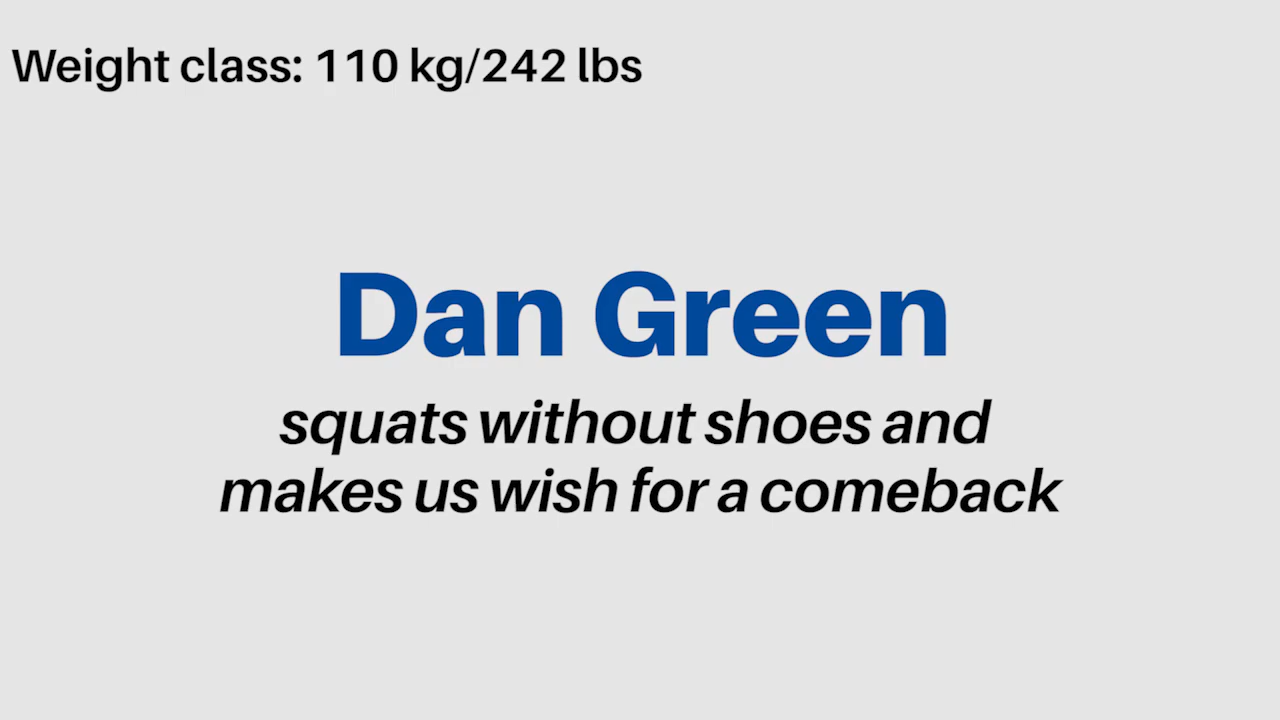 Weight class: 110 kg/242 lbs
Dan Green
squats without shoes and
makes us wish for a comeback